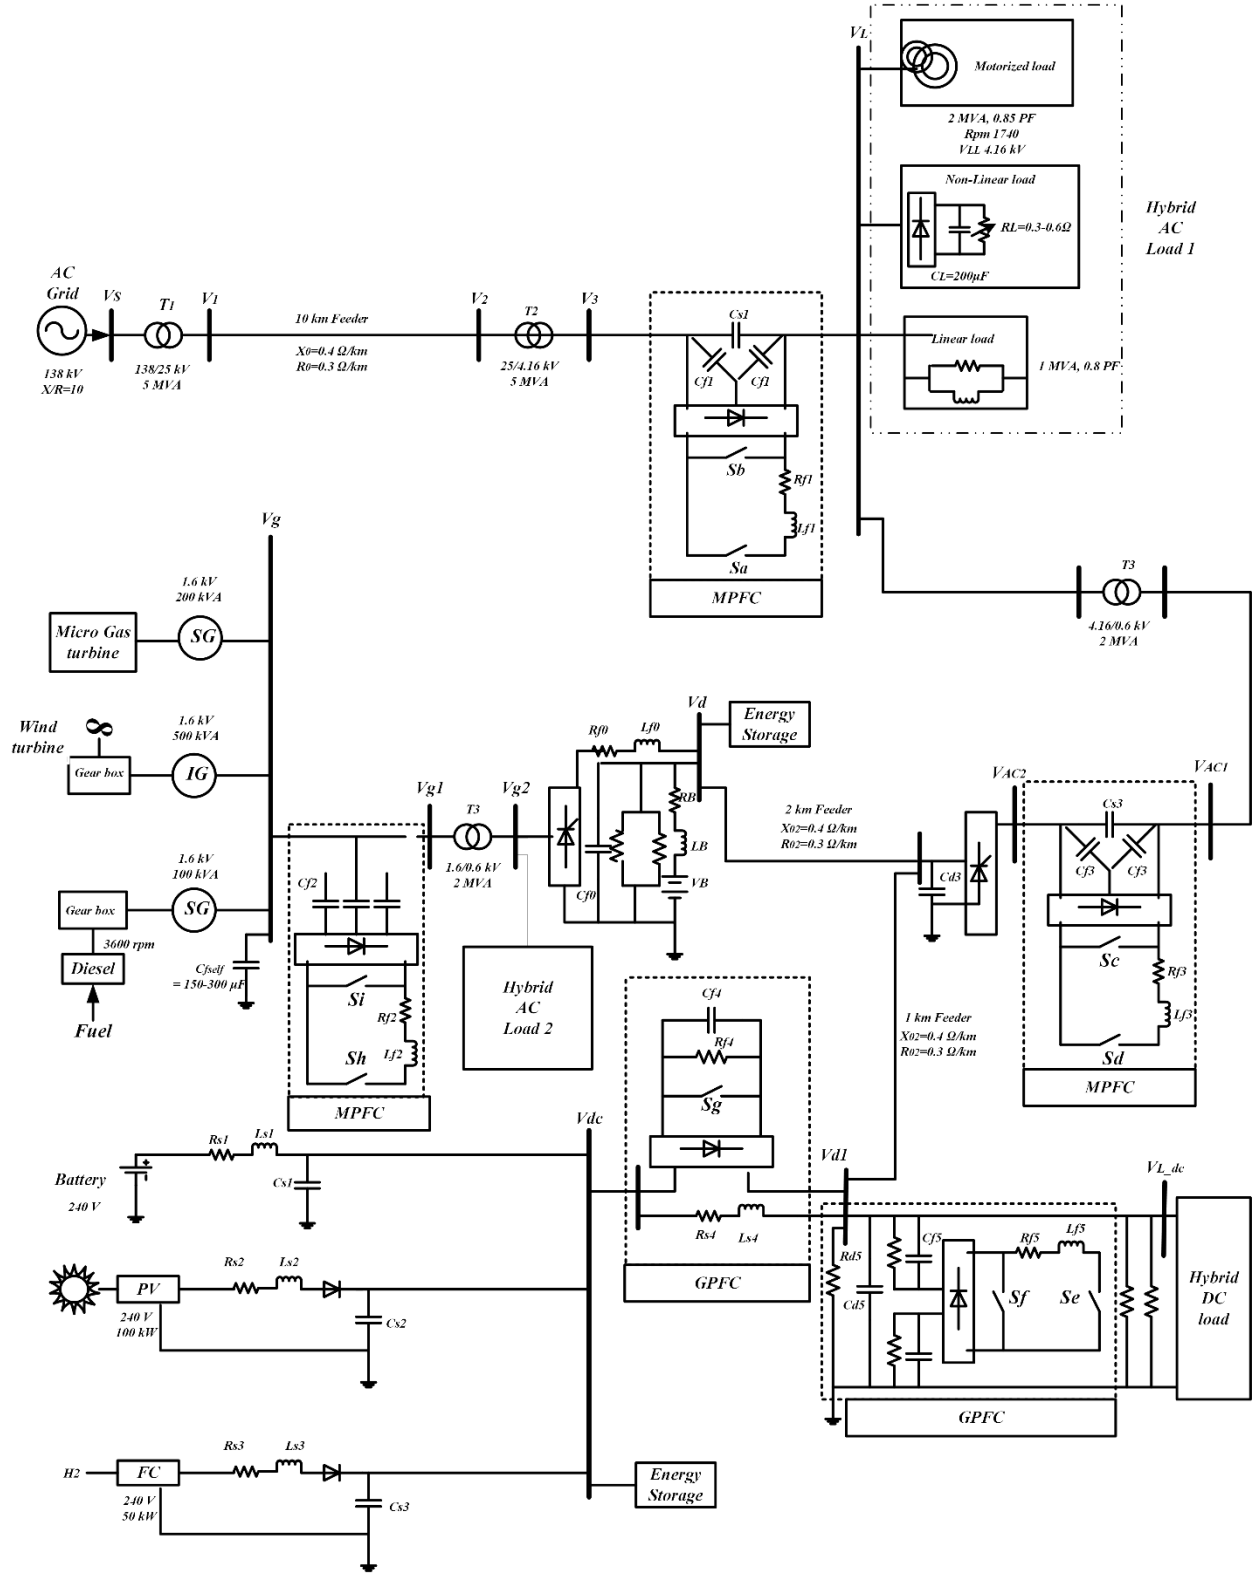 VL
Motorized load
2 MVA, 0.85 PF
Rpm 1740
VLL 4.16 kV
Non-Linear load
RL=0.3-0.6Ω
CL=200µF
Hybrid
AC
Load 1
Linear load
1 MVA, 0.8 PF
AC
Grid
138 kV
X/R=10
VS
T1
138/25 kV
5 MVA
V1
10 km Feeder
X0=0.4 Ω/km
R0=0.3 Ω/km
V2
T2
25/4.16 kV
5 MVA
V3
Cs1
Cf1
Cf1
Sb
Rf1
Lf1
Sa
MPFC
T3
4.16/0.6 kV
2 MVA
Vg
1.6 kV
200 kVA
Micro Gas
turbine
SG
Wind
turbine
1.6 kV
500 kVA
Gear box
IG
1.6 kV
100 kVA
Gear box
SG
3600 rpm
Diesel
Fuel
Cfself
= 150-300 µF
Cf2
Si
Rf2
Lf2
Sh
MPFC
Vg1
T3
1.6/0.6 kV
2 MVA
Vg2
Hybrid
AC
Load 2
Rf0
Lf0
Cf0
RB
LB
VB
Vd
Energy
Storage
2 km Feeder
X02=0.4 Ω/km
R02=0.3 Ω/km
Cd3
VAC2
VAC1
Cs3
Cf3
Cf3
Sc
Rf3
Lf3
Sd
MPFC
1 km Feeder
X02=0.4 Ω/km
R02=0.3 Ω/km
Cf4
Rf4
Sg
Rs4
Ls4
GPFC
Vdc
Battery
240 V
Rs1
Ls1
Cs1
PV
240 V
100 kW
Rs2
Ls2
Cs2
H2
FC
240 V
50 kW
Rs3
Ls3
Cs3
Energy
Storage
Vd1
Rd5
Cd5
Cf5
Rf5
Lf5
Sf
Se
GPFC
VL_dc
Hybrid
DC
load